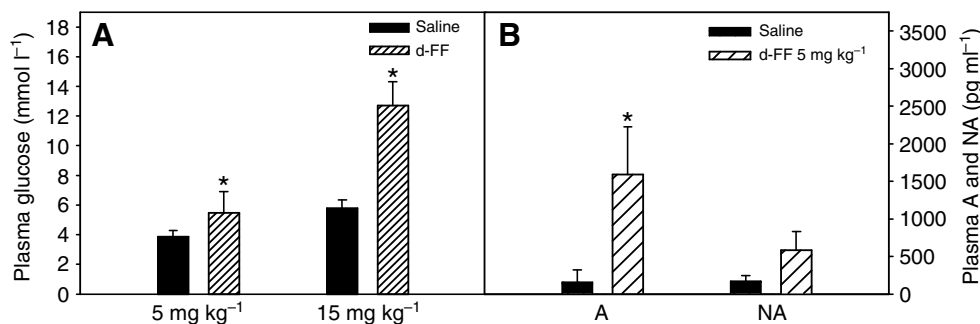 A
Saline
d-FF
Plasma glucose (mmol l⁻¹)
18
16
14
12
10
8
6
4
2
0
*
*
5 mg kg⁻¹
15 mg kg⁻¹
B
Saline
d-FF 5 mg kg⁻¹
*
A
NA
3500
3000
2500
2000
1500
1000
500
0
Plasma A and NA (pg ml⁻¹)